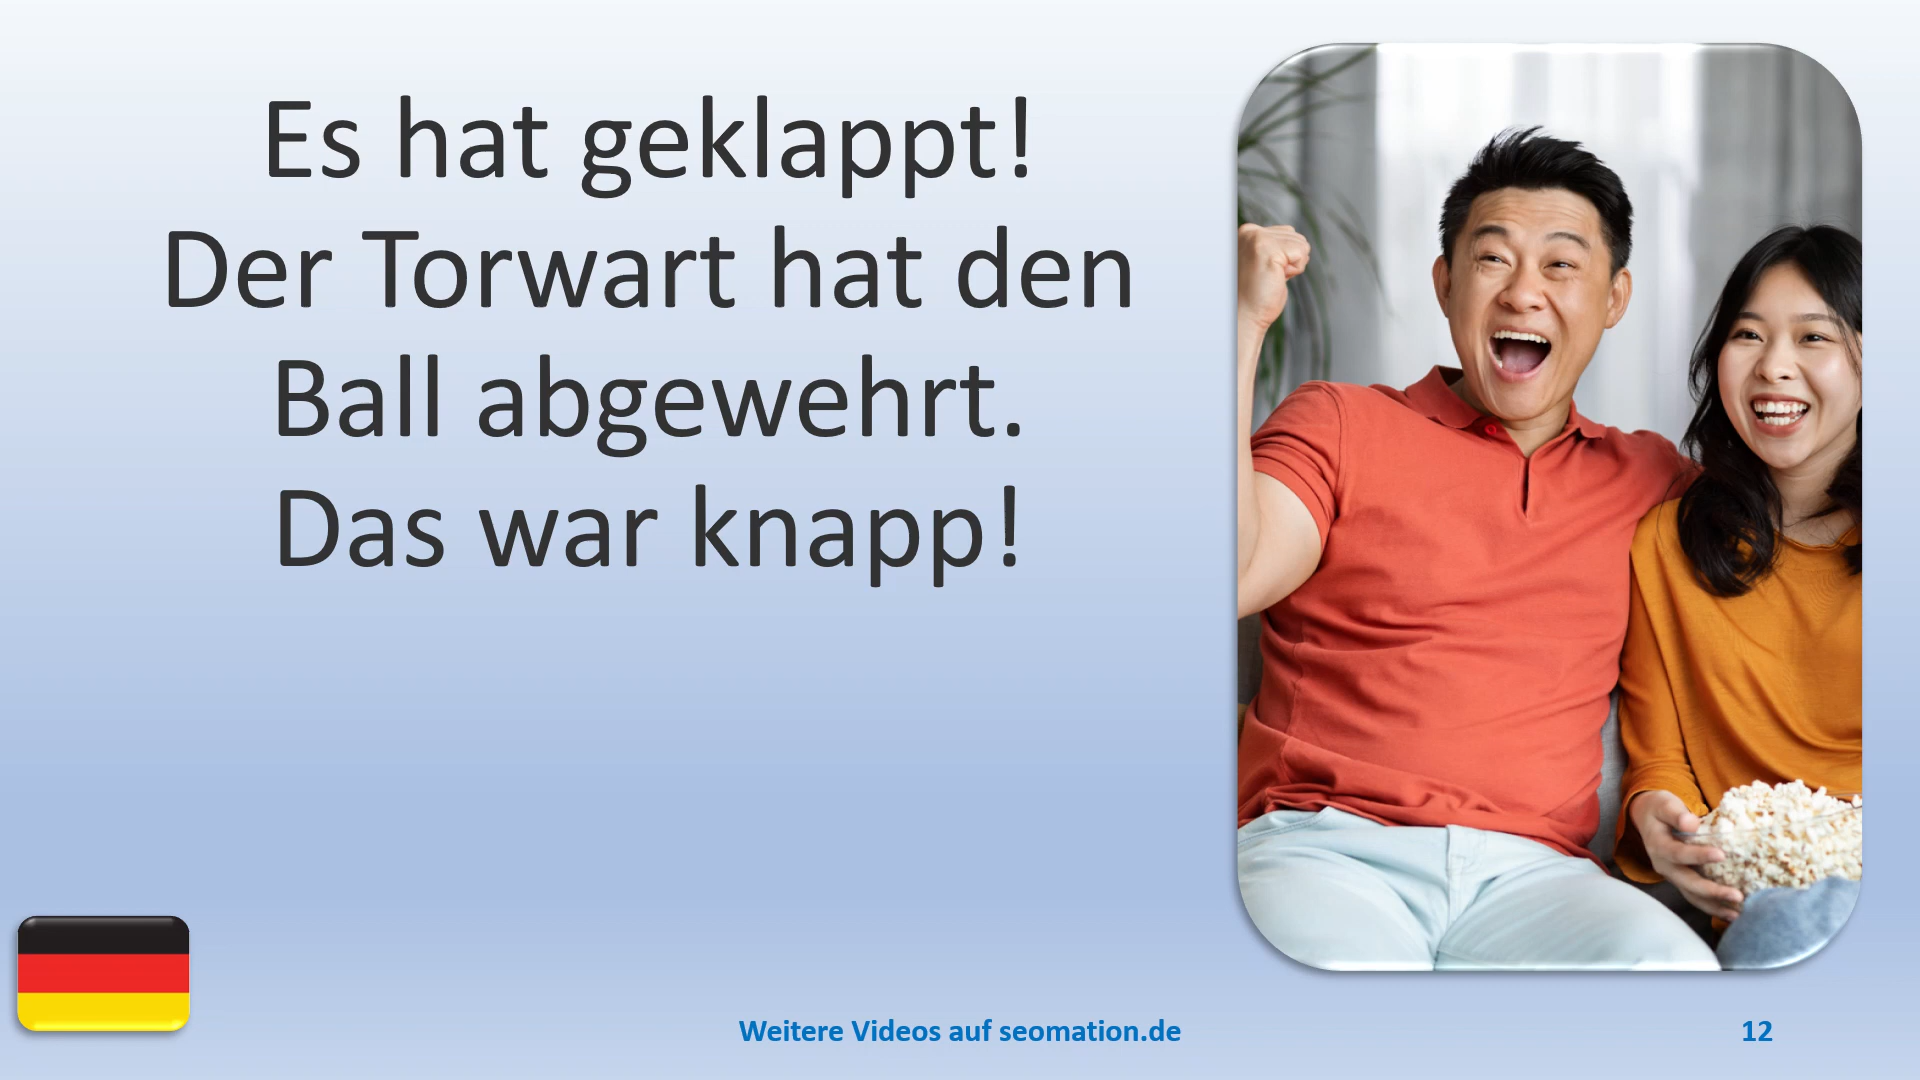 Es hat geklappt!
Der Torwart hat den
Ball abgewehrt.
Das war knapp!
Weitere Videos auf seomation.de
12